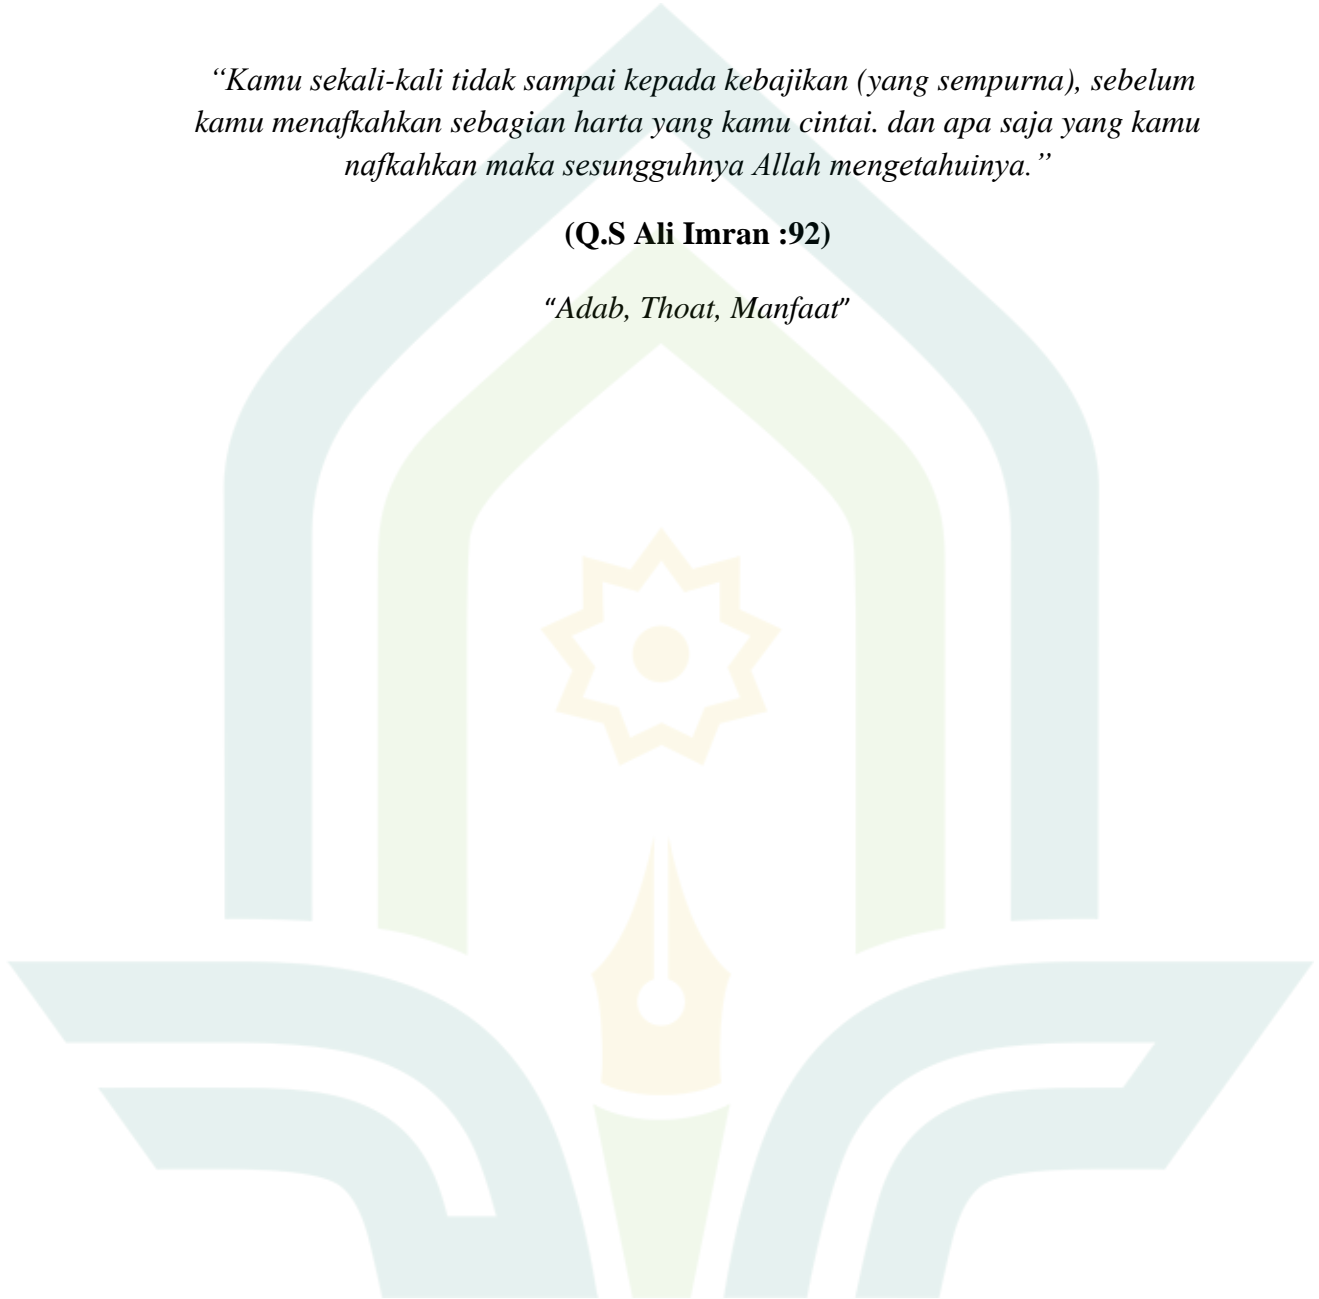 “Kamu sekali-kali tidak sampai kepada kebajikan (yang sempurna), sebelum
kamu menafkahkan sebagian harta yang kamu cintai. dan apa saja yang kamu
nafkahkan maka sesungguhnya Allah mengetahuinya.”
(Q.S Ali Imran :92)
“Adab, Thoat, Manfaat”